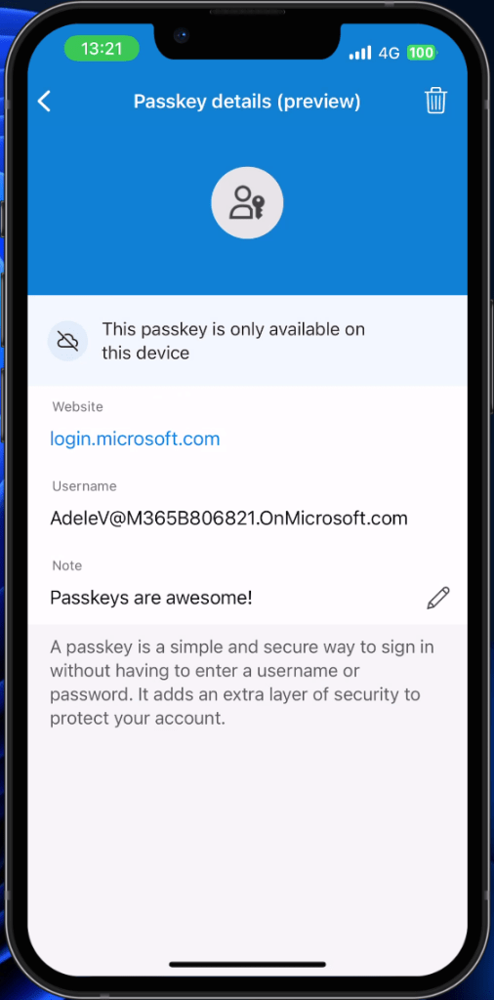 13:21
4G 100
Passkey details (preview)
This passkey is only available on
this device
Website
login.microsoft.com
Username
AdeleV@M365B806821.OnMicrosoft.com
Note
Passkeys are awesome!
A passkey is a simple and secure way to sign in
without having to enter a username or
password. It adds an extra layer of security to
protect your account.